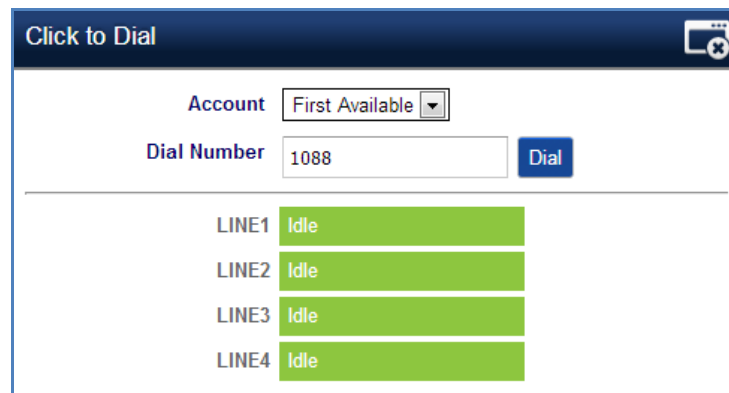 Click to Dial
Account First Available
Dial Number 1088 Dial
LINE1 Idle
LINE2 Idle
LINE3 Idle
LINE4 Idle